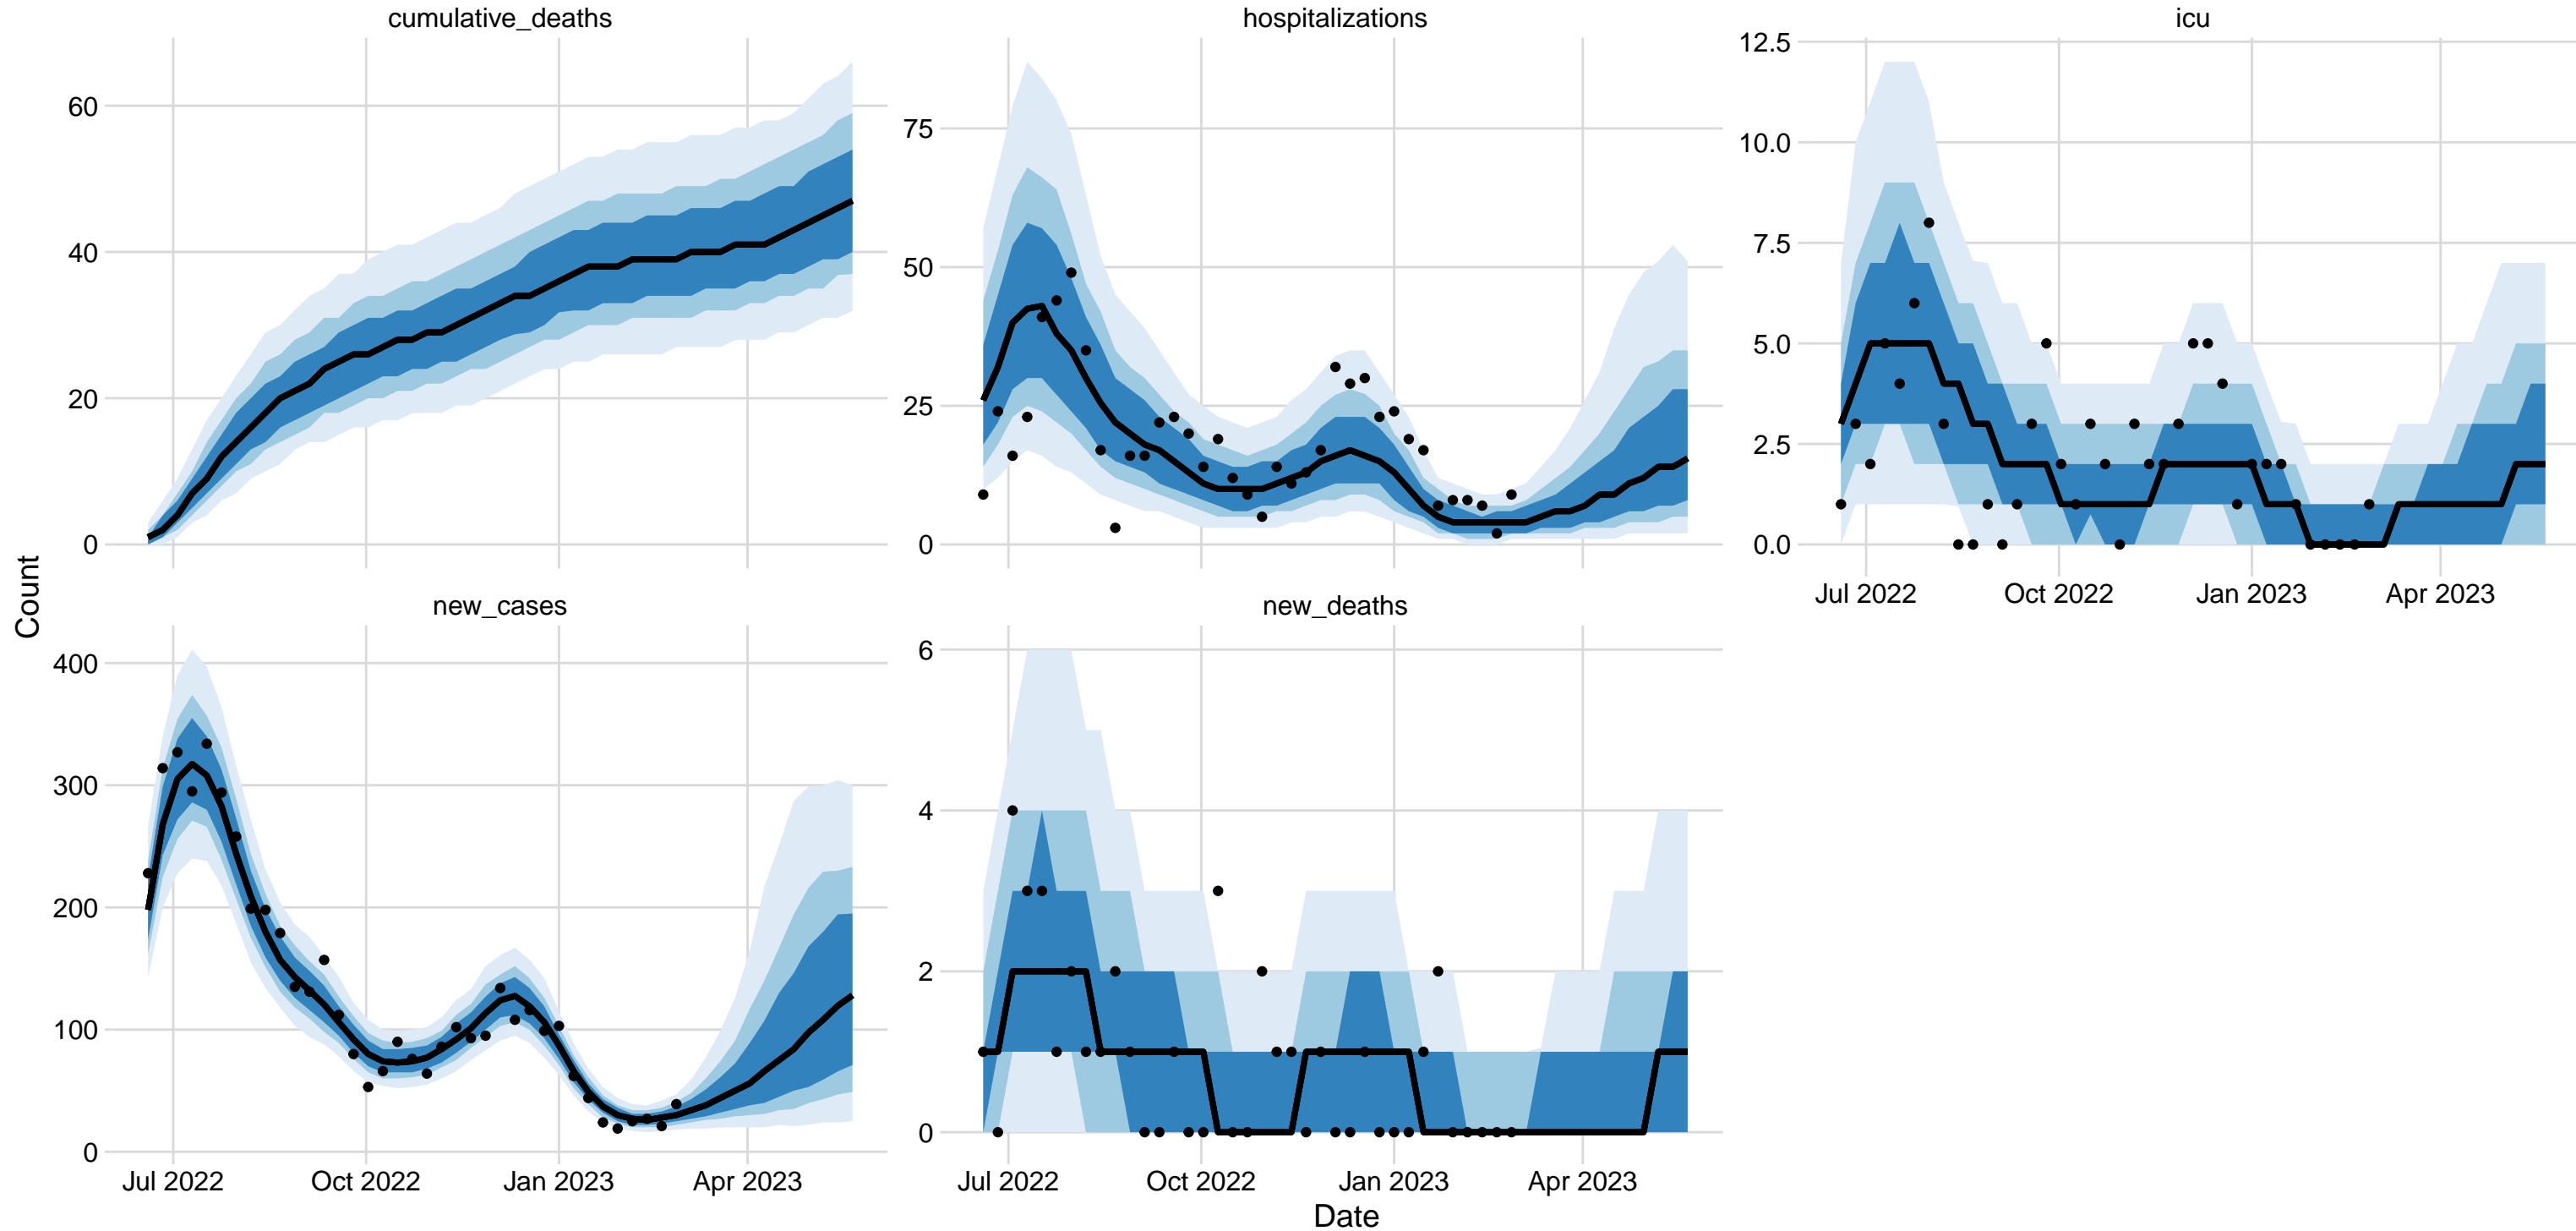 cumulative_deaths
60
40
20
0
hospitalizations
75
50
25
0
icu
12.5
10.0
7.5
5.0
2.5
0.0
Jul 2022 Oct 2022 Jan 2023 Apr 2023
Count
new_cases
400
300
200
100
0
Jul 2022 Oct 2022 Jan 2023 Apr 2023
new_deaths
6
4
2
0
Jul 2022 Oct 2022 Jan 2023 Apr 2023
Date